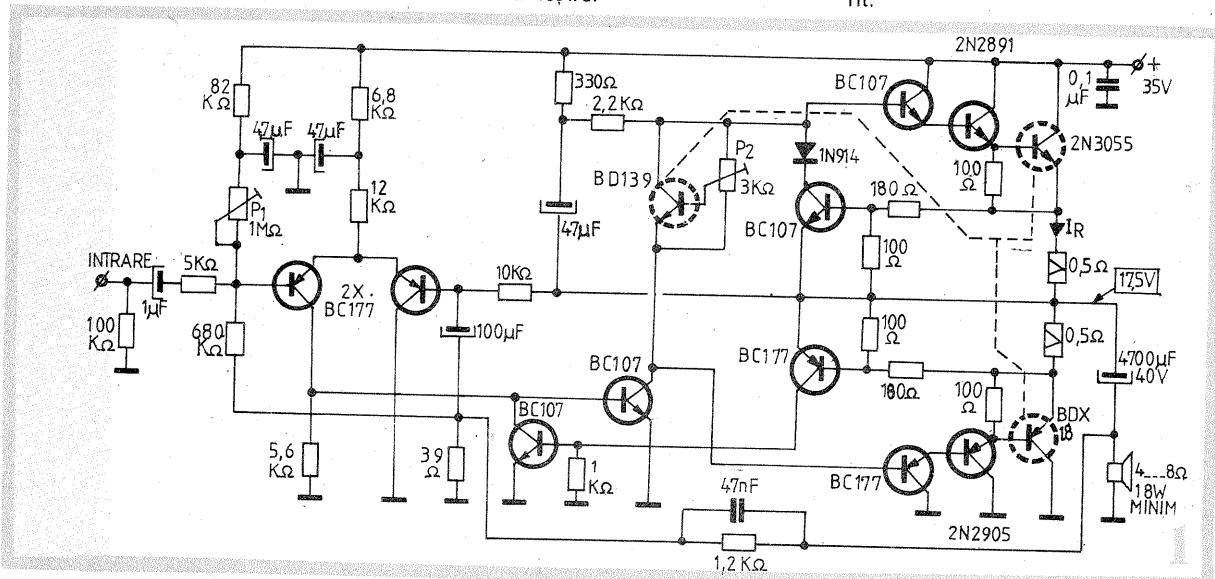 2N2891
82
KΩ
6,8
KΩ
330Ω
2,2KΩ
BC107
0,1
μF
+
35V
47μF
47μF
1N914
2N3055
P1
1MΩ
12
KΩ
BD139
P2
3KΩ
100
Ω
180Ω
47μF
BC107
IR
INTRARE
5KΩ
10KΩ
100
Ω
0,5Ω
17,5V
1μF
2X.
BC177
100
KΩ
680
KΩ
100μF
BC177
100
Ω
0,5Ω
4700μF
40V
BC107
180Ω
100
Ω
BDX
18
BC107
5,6
KΩ
39
Ω
1
KΩ
BC177
4---8Ω
18W
MINIM
47nF
2N2905
1,2KΩ
1